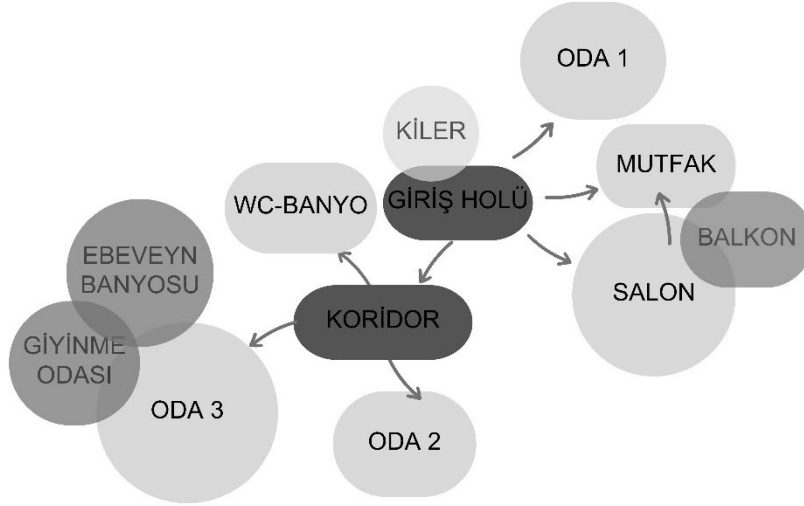 ODA 1
KİLER
MUTFAK
WC-BANYO
GİRİŞ HOLÜ
BALKON
EBEVEYN
BANYOSU
SALON
KORİDOR
GİYİNME
ODASI
ODA 3
ODA 2